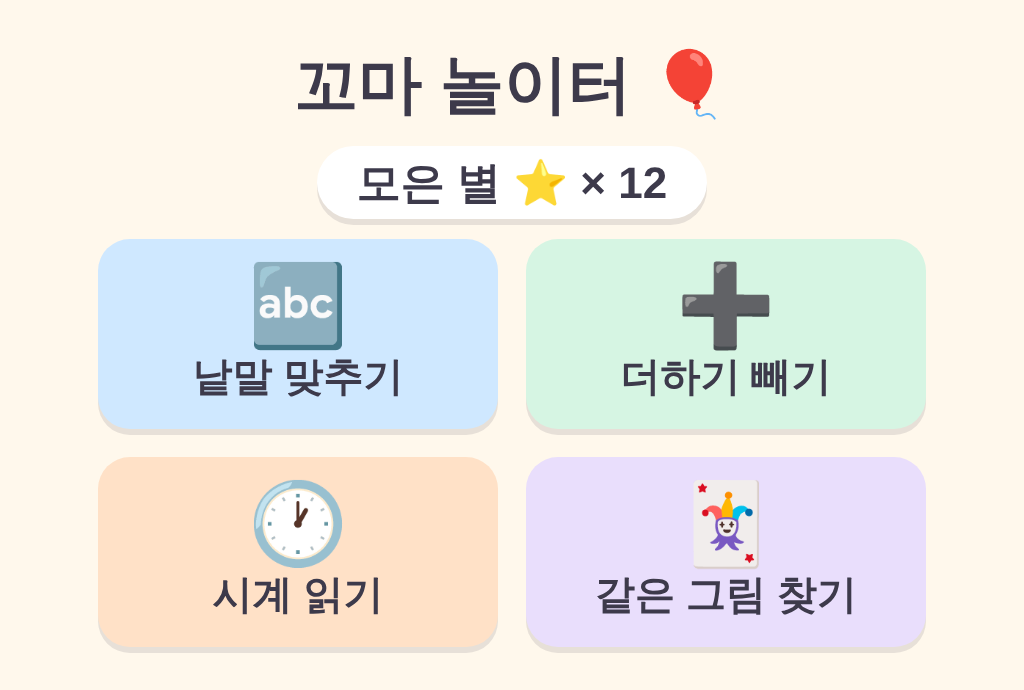 꼬마 놀이터 🎈
모은 별 ⭐ × 12
abc
낱말 맞추기
더하기 빼기
시계 읽기
같은 그림 찾기